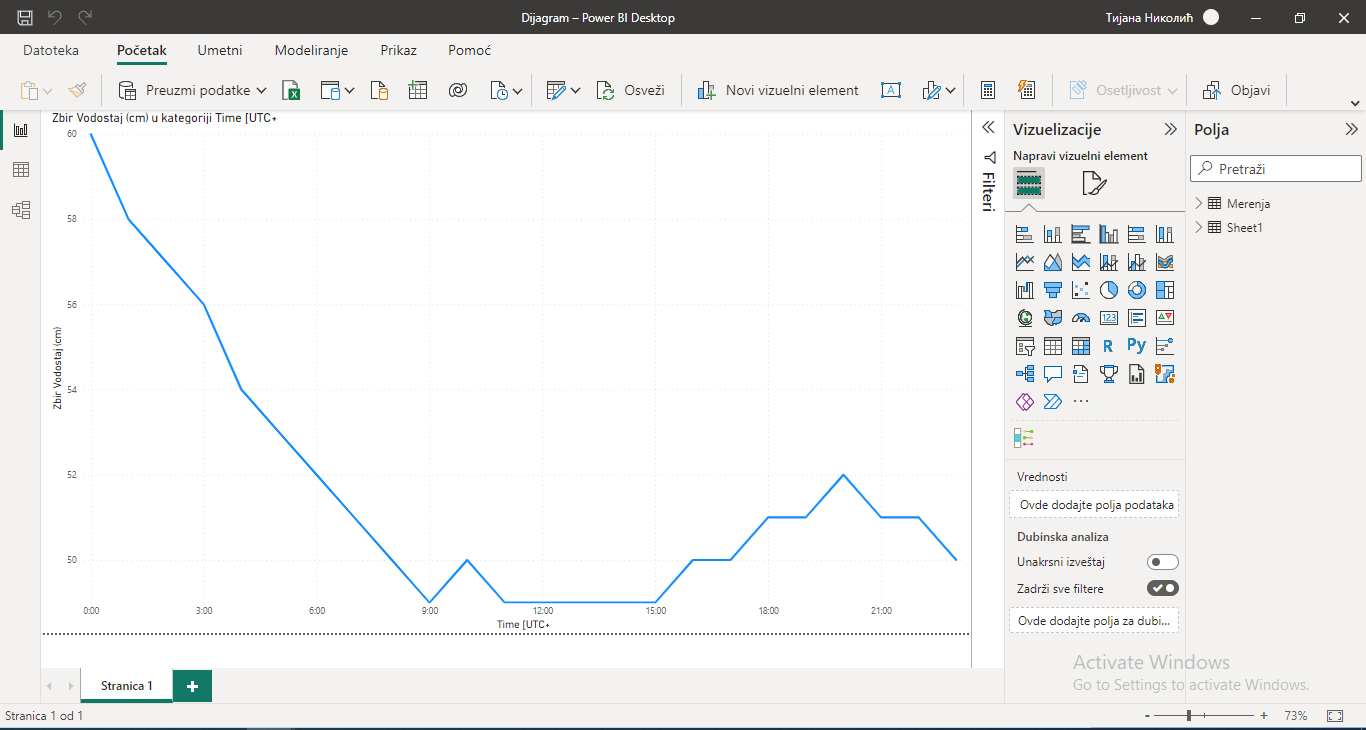 Dijagram – Power BI Desktop
Тијана Николић
Datoteka Početak Umetni Modeliranje Prikaz Pomoć
Preuzmi podatke Osveži Novi vizuelni element Osetljivost Objavi
Zbir Vodostaj (cm) u kategoriji Time [UTC+
60
58
56
54
52
50
Zbir Vodostaj (cm)
0:00 3:00 6:00 9:00 12:00 15:00 18:00 21:00
Time [UTC+
Filteri
Vizuelizacije
Napravi vizuelni element
123
R Py
Vrednosti
Ovde dodajte polja podataka
Dubinska analiza
Unakrsni izveštaj
Zadrži sve filtere
Ovde dodajte polja za dubi...
Polja
Pretraži
Merenja
Sheet1
Activate Windows
Go to Settings to activate Windows.
Stranica 1
Stranica 1 od 1
- + 73%